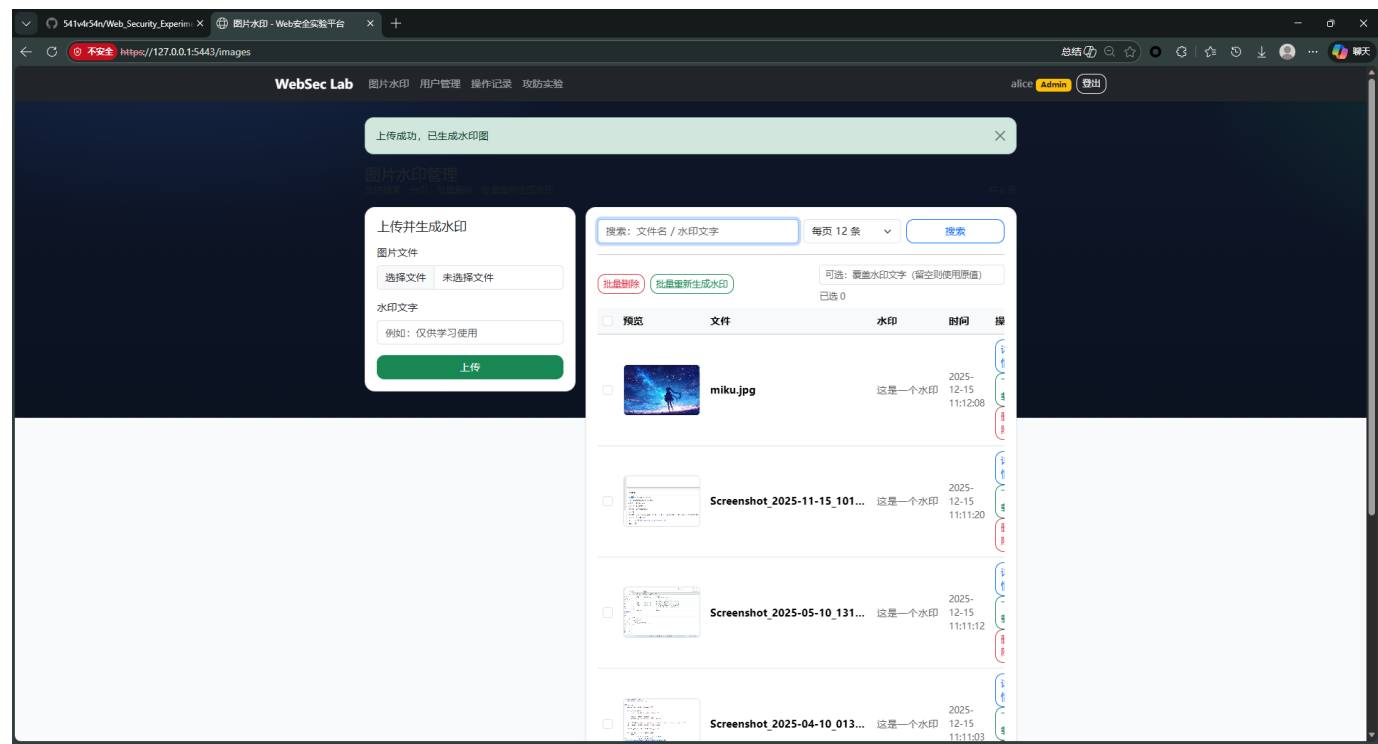 541v4r54n/Web_Security_Experim
图片水印 - Web安全实验平台
不安全 https://127.0.0.1:5443/images
总结
聊天
WebSec Lab 图片水印 用户管理 操作记录 攻防实验
alice Admin 登出
上传成功，已生成水印图
图片水印管理
上传并生成水印
图片文件
选择文件 未选择文件
水印文字
例如：仅供学习使用
上传
搜索：文件名 / 水印文字 每页 12 条 搜索
批量删除 批量重新生成水印 可选：覆盖水印文字（留空则使用原值）
已选 0
预览 文件 水印 时间 操
miku.jpg 这是一个水印 2025-
12-15
11:12:08
Screenshot_2025-11-15_101... 这是一个水印 2025-
12-15
11:11:20
Screenshot_2025-05-10_131... 这是一个水印 2025-
12-15
11:11:12
Screenshot_2025-04-10_013... 这是一个水印 2025-
12-15
11:11:03